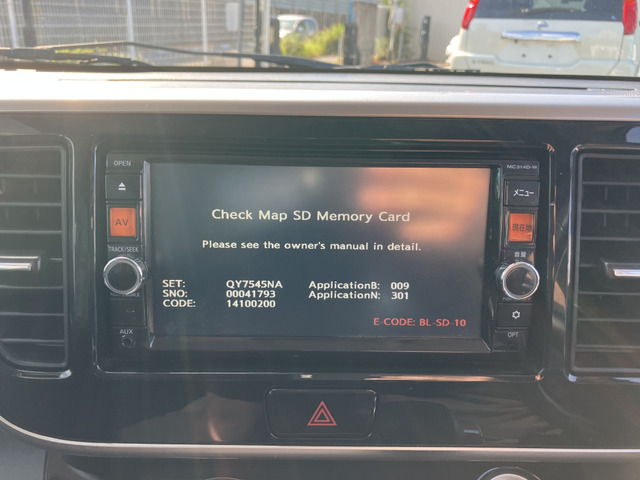 OPEN
MC314D-W
AV
TRACK/SEEK
AUX
メニュー
現在地
音量
OPT
Check Map SD Memory Card
Please see the owner's manual in detail.
SET: QY7545NA ApplicationB: 009
SNO: 00041793 ApplicationN: 301
CODE: 14100200
E-CODE: BL-SD-10